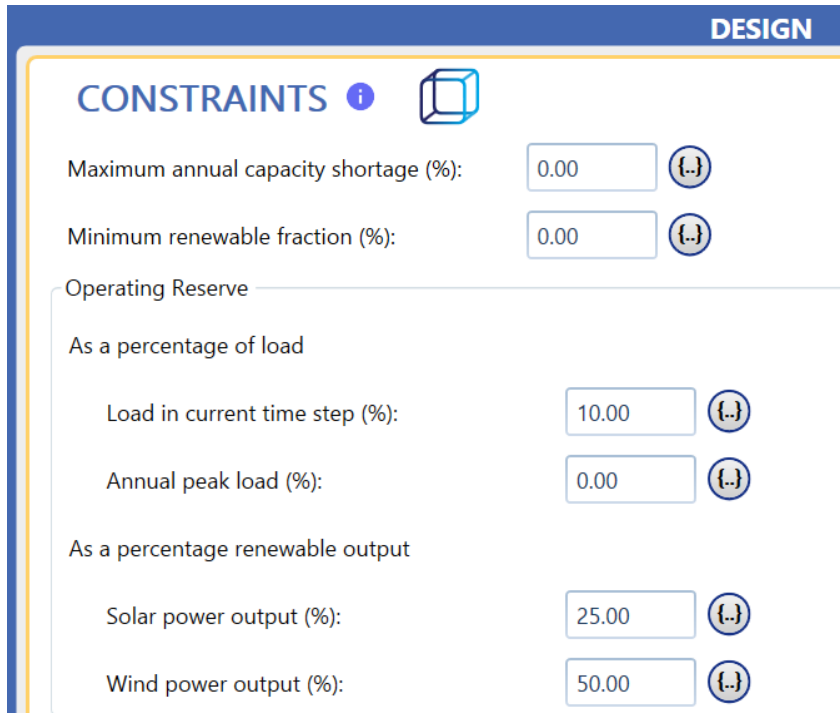 DESIGN
CONSTRAINTS i
Maximum annual capacity shortage (%): 0.00 {..}
Minimum renewable fraction (%): 0.00 {..}
Operating Reserve
As a percentage of load
Load in current time step (%): 10.00 {..}
Annual peak load (%): 0.00 {..}
As a percentage renewable output
Solar power output (%): 25.00 {..}
Wind power output (%): 50.00 {..}